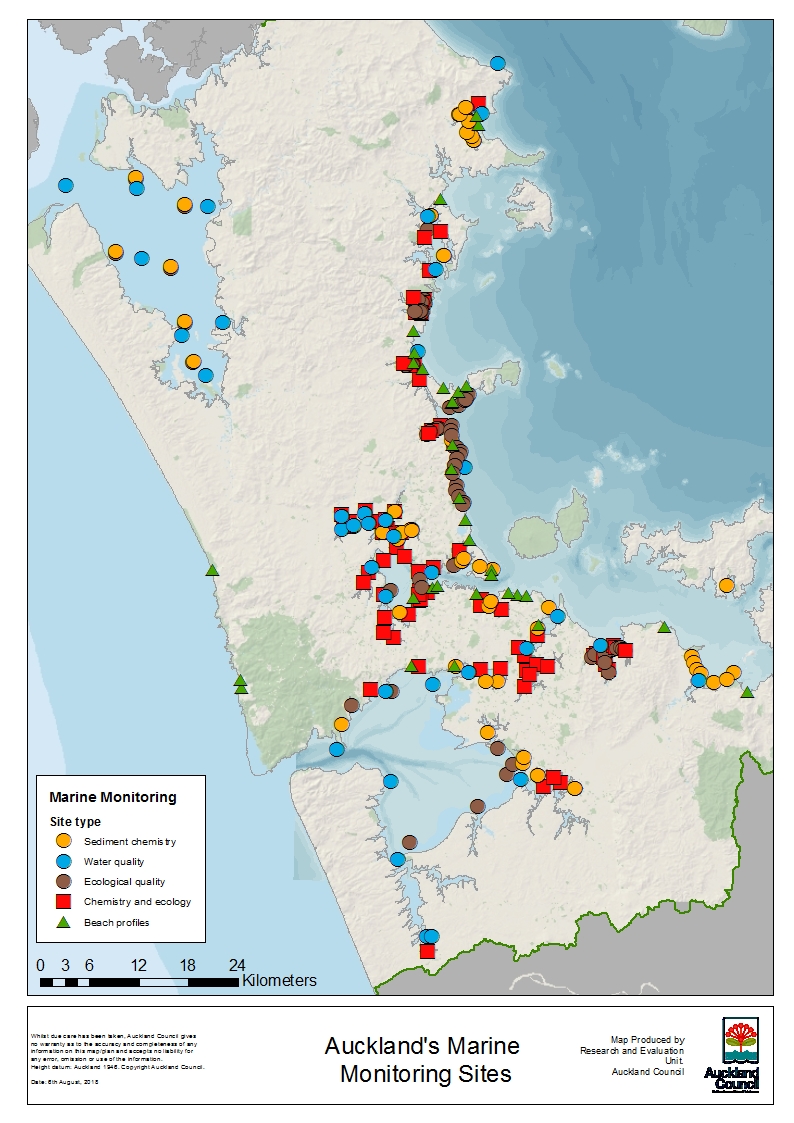 Marine Monitoring
Site type
Sediment chemistry
Water quality
Ecological quality
Chemistry and ecology
Beach profiles
0 3 6 12 18 24
Kilometers
Whilst due care has been taken, Auckland Council gives
no warranty as to the accuracy and completeness of any
information on this map/plan and accepts no liability for
any error, omission or use of the information.
Height datum: Auckland 1946. Copyright Auckland Council.
Date: 6th August, 2018
Auckland's Marine
Monitoring Sites
Map Produced by
Research and Evaluation
Unit.
Auckland Council
Auckland
Council